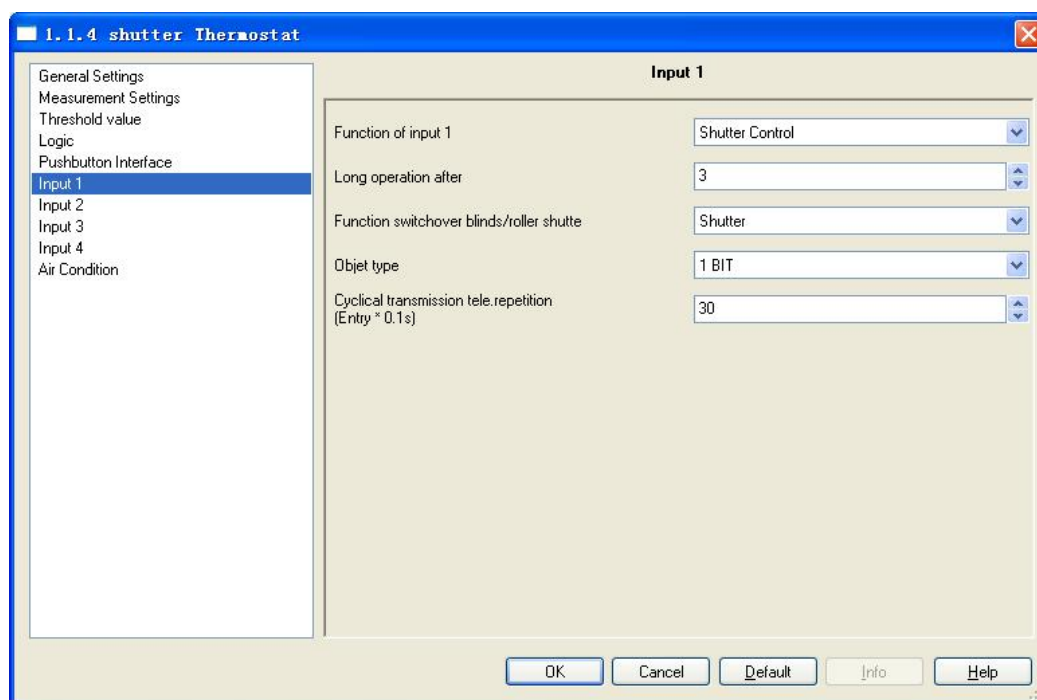 1.1.4 shutter Thermostat
General Settings
Measurement Settings
Threshold value
Logic
Pushbutton Interface
Input 1
Input 2
Input 3
Input 4
Air Condition
Input 1
Function of input 1
Shutter Control
Long operation after
3
Function switchover blinds/roller shutte
Shutter
Objet type
1 BIT
Cyclical transmission tele.repetition
(Entry * 0.1s)
30
OK
Cancel
Default
Info
Help